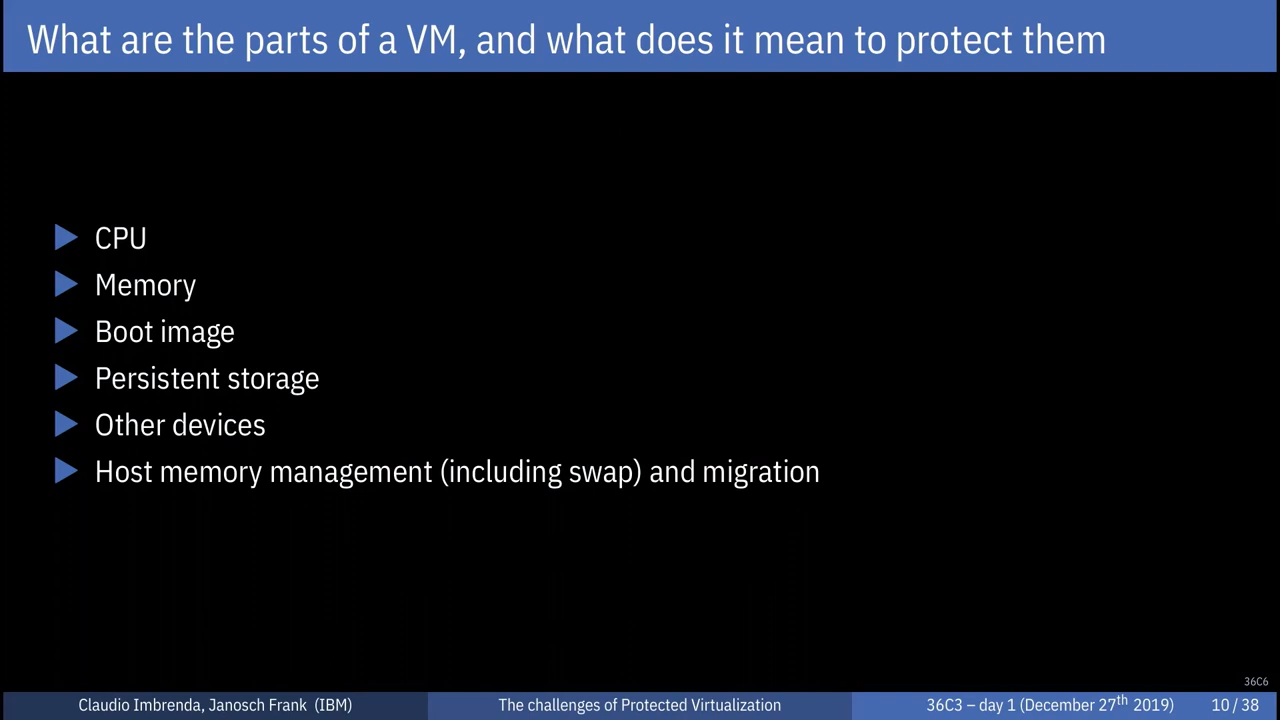 What are the parts of a VM, and what does it mean to protect them
CPU
Memory
Boot image
Persistent storage
Other devices
Host memory management (including swap) and migration
36C6
Claudio Imbrenda, Janosch Frank (IBM)
The challenges of Protected Virtualization
36C3 – day 1 (December 27th 2019)
10 / 38